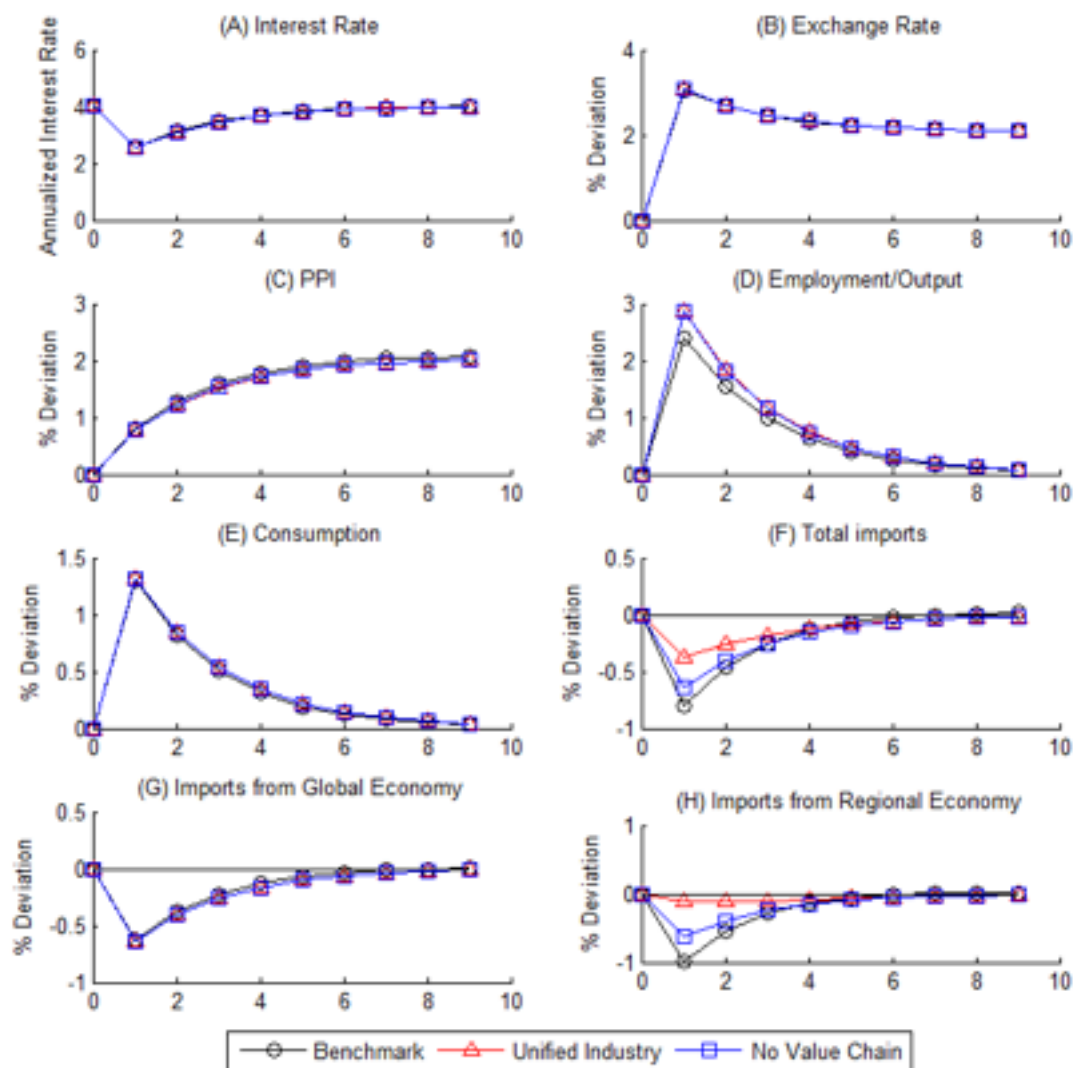 (A) Interest Rate
Annualized Interest Rate
6
4
2
0
0 2 4 6 8 10
(B) Exchange Rate
% Deviation
4
2
0
0 2 4 6 8 10
(C) PPI
% Deviation
3
2
1
0
0 2 4 6 8 10
(D) Employment/Output
% Deviation
3
2
1
0
0 2 4 6 8 10
(E) Consumption
% Deviation
1.5
1
0.5
0
0 2 4 6 8 10
(F) Total imports
% Deviation
0.5
0
-0.5
-1
0 2 4 6 8 10
(G) Imports from Global Economy
% Deviation
0.5
0
-0.5
-1
0 2 4 6 8 10
(H) Imports from Regional Economy
% Deviation
1
0
-1
0 2 4 6 8 10
Benchmark Unified Industry No Value Chain